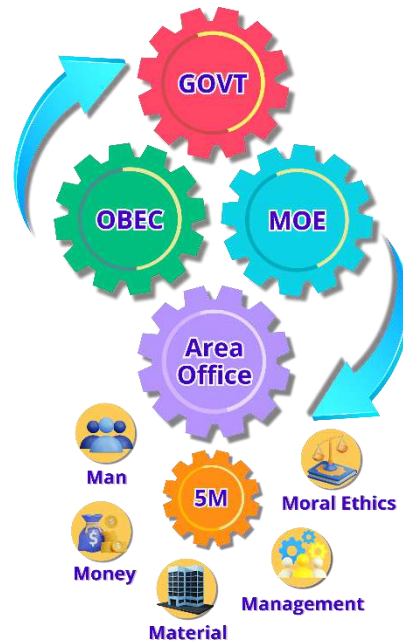 GOVT
OBEC
MOE
Area
Office
Man
5M
Moral Ethics
Money
Management
Material